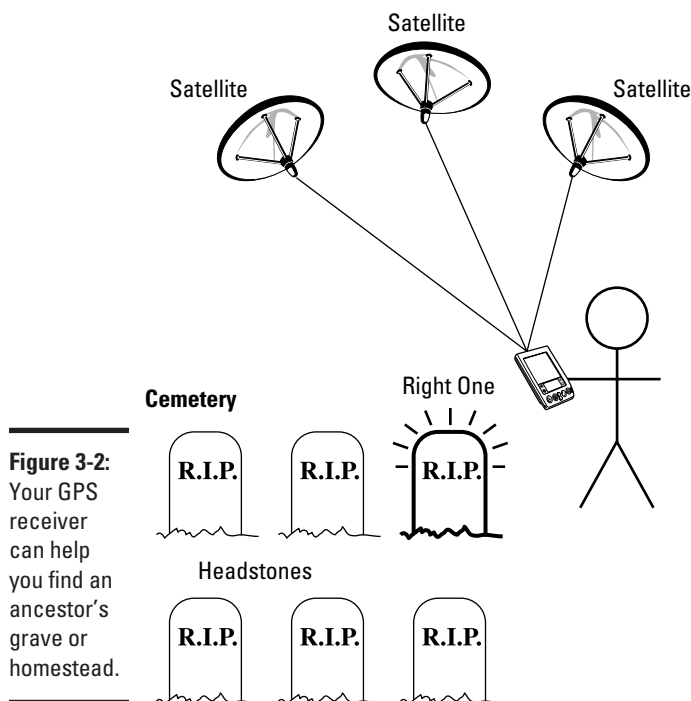 Satellite
Satellite
Satellite
Cemetery
Right One
R.I.P.
R.I.P.
R.I.P.
Headstones
R.I.P.
R.I.P.
R.I.P.
Figure 3-2:
Your GPS
receiver
can help
you find an
ancestor’s
grave or
homestead.